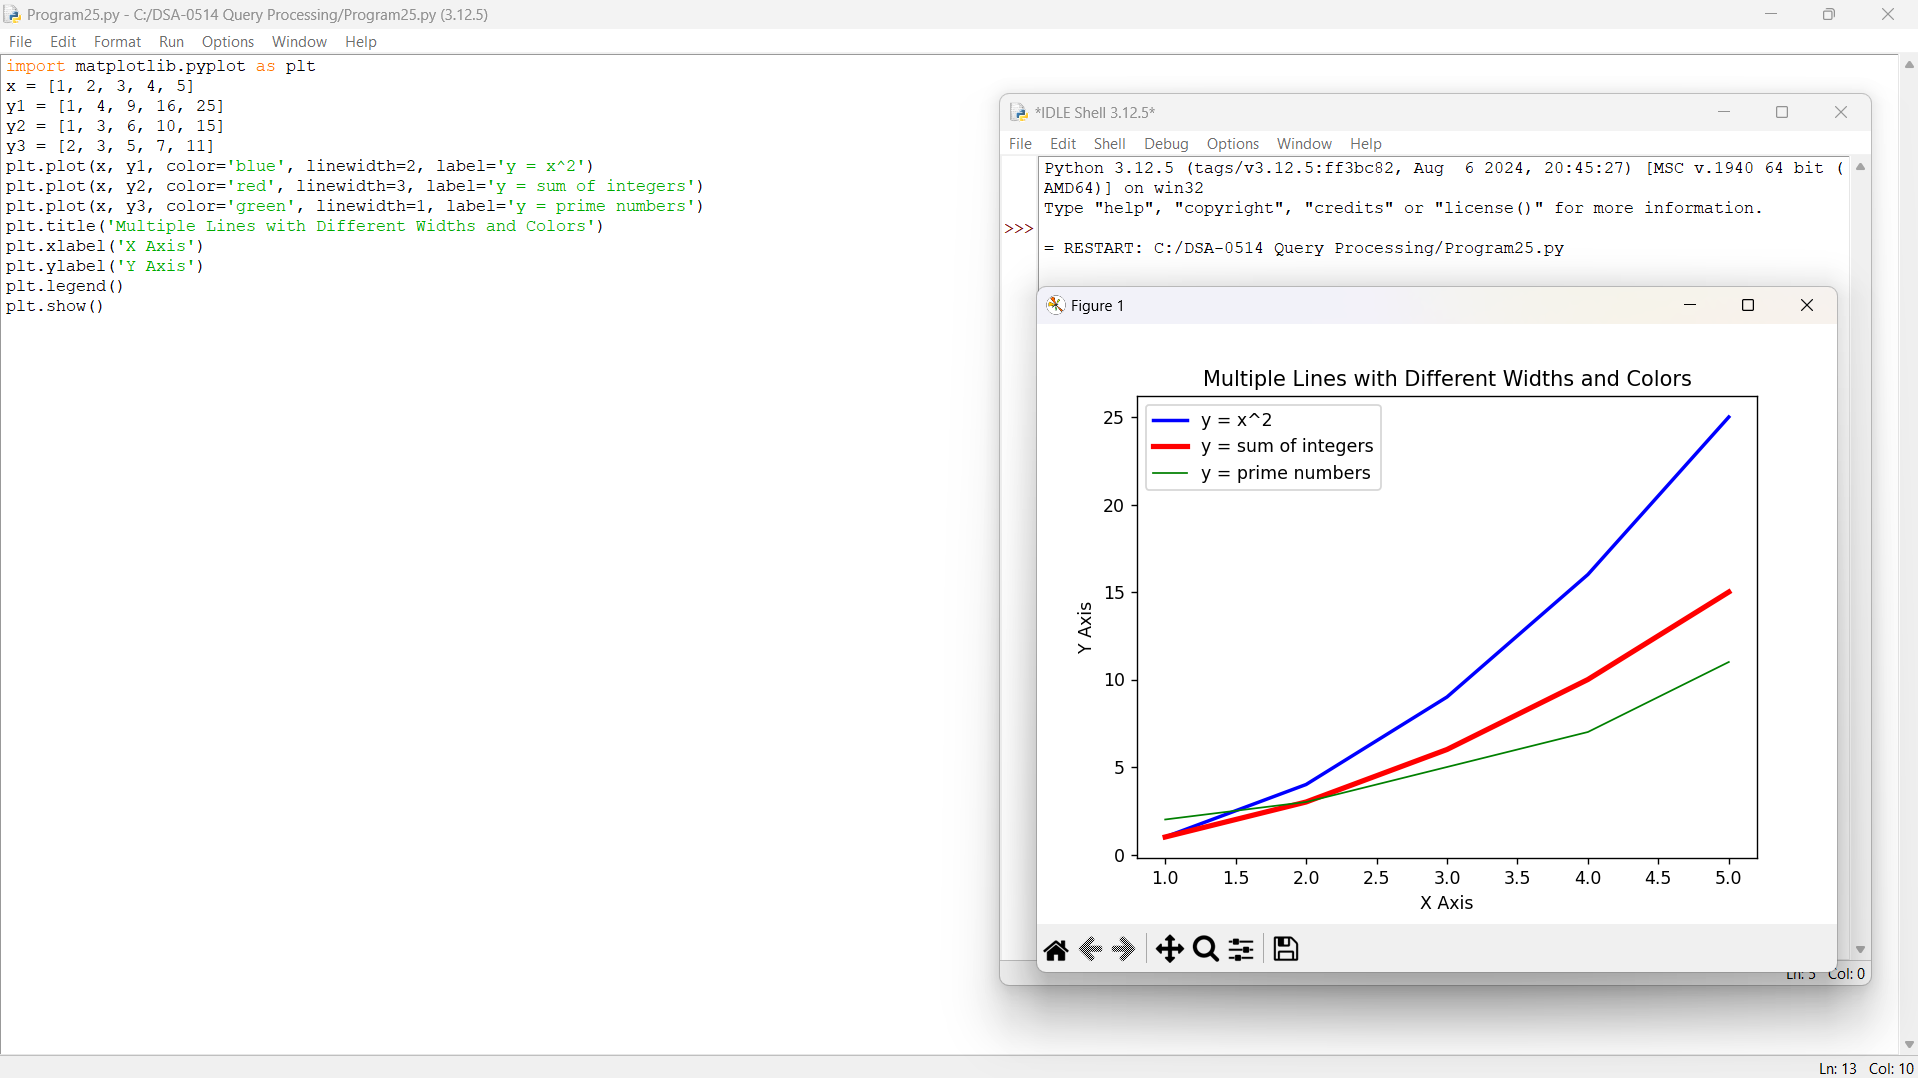 Program25.py - C:/DSA-0514 Query Processing/Program25.py (3.12.5)
File Edit Format Run Options Window Help
import matplotlib.pyplot as plt
x = [1, 2, 3, 4, 5]
y1 = [1, 4, 9, 16, 25]
y2 = [1, 3, 6, 10, 15]
y3 = [2, 3, 5, 7, 11]
plt.plot(x, y1, color='blue', linewidth=2, label='y = x^2')
plt.plot(x, y2, color='red', linewidth=3, label='y = sum of integers')
plt.plot(x, y3, color='green', linewidth=1, label='y = prime numbers')
plt.title('Multiple Lines with Different Widths and Colors')
plt.xlabel('X Axis')
plt.ylabel('Y Axis')
plt.legend()
plt.show()
*IDLE Shell 3.12.5*
File Edit Shell Debug Options Window Help
Python 3.12.5 (tags/v3.12.5:ff3bc82, Aug  6 2024, 20:45:27) [MSC v.1940 64 bit (
AMD64)] on win32
Type "help", "copyright", "credits" or "license()" for more information.
>>>
= RESTART: C:/DSA-0514 Query Processing/Program25.py
Figure 1
Multiple Lines with Different Widths and Colors
y = x^2
y = sum of integers
y = prime numbers
25
20
15
10
5
0
Y Axis
1.0 1.5 2.0 2.5 3.0 3.5 4.0 4.5 5.0
X Axis
Ln: 5 Col: 0
Ln: 13 Col: 10